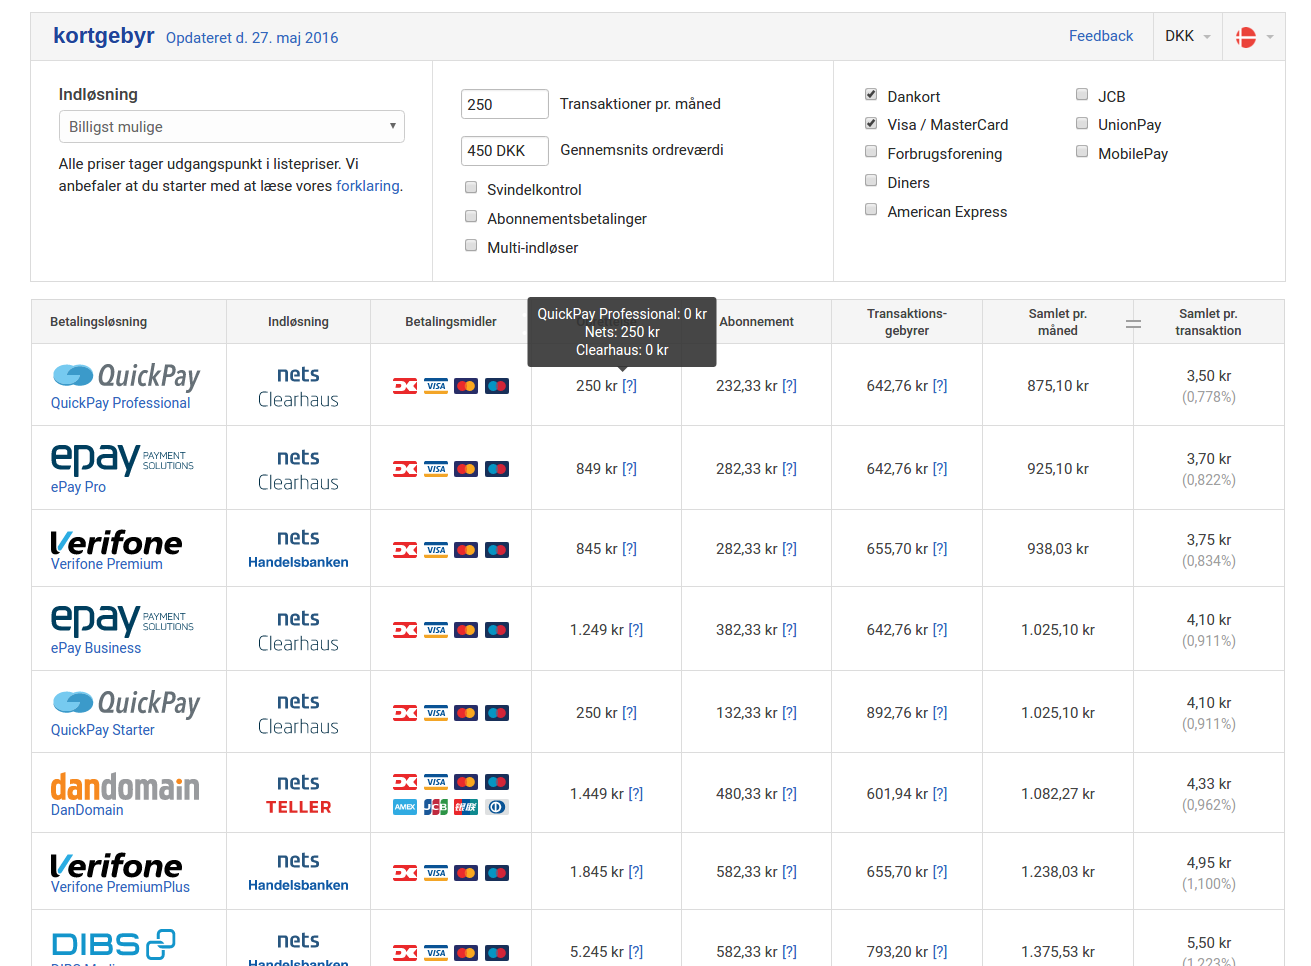 kortgebyr Opdateret d. 27. maj 2016 Feedback DKK
Indløsning
Billigst mulige
Alle priser tager udgangspunkt i listepriser. Vi
anbefaler at du starter med at læse vores forklaring.
250 Transaktioner pr. måned
450 DKK Gennemsnits ordreværdi
Svindelkontrol
Abonnementsbetalinger
Multi-indløser
Dankort
Visa / MasterCard
Forbrugsforening
Diners
American Express
JCB
UnionPay
MobilePay
QuickPay Professional: 0 kr
Nets: 250 kr
Clearhaus: 0 kr
Betalingsløsning Indløsning Betalingsmidler Abonnement Transaktions-
gebyrer Samlet pr.
måned Samlet pr.
transaktion
QuickPay
QuickPay Professional
nets
Clearhaus
VISA
250 kr [?] 232,33 kr [?] 642,76 kr [?] 875,10 kr 3,50 kr
(0,778%)
epay PAYMENT
SOLUTIONS
ePay Pro
nets
Clearhaus
VISA
849 kr [?] 282,33 kr [?] 642,76 kr [?] 925,10 kr 3,70 kr
(0,822%)
Verifone
Verifone Premium
nets
Handelsbanken
VISA
845 kr [?] 282,33 kr [?] 655,70 kr [?] 938,03 kr 3,75 kr
(0,834%)
epay PAYMENT
SOLUTIONS
ePay Business
nets
Clearhaus
VISA
1.249 kr [?] 382,33 kr [?] 642,76 kr [?] 1.025,10 kr 4,10 kr
(0,911%)
QuickPay
QuickPay Starter
nets
Clearhaus
VISA
250 kr [?] 132,33 kr [?] 892,76 kr [?] 1.025,10 kr 4,10 kr
(0,911%)
dandomain
DanDomain
nets
TELLER
VISA
AMEX JCB
1.449 kr [?] 480,33 kr [?] 601,94 kr [?] 1.082,27 kr 4,33 kr
(0,962%)
Verifone
Verifone PremiumPlus
nets
Handelsbanken
VISA
1.845 kr [?] 582,33 kr [?] 655,70 kr [?] 1.238,03 kr 4,95 kr
(1,100%)
DIBS
nets
Handelsbanken
VISA
5.245 kr [?] 582,33 kr [?] 793,20 kr [?] 1.375,53 kr 5,50 kr
(1,223%)